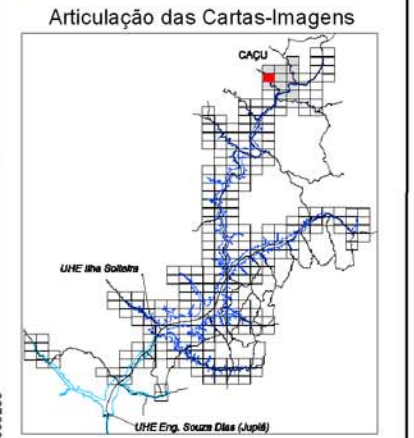 Articulação das Cartas-Imagens
CAÇU
UHE Ilha Solteira
UHE Eng. Souza Dias (Jupiá)